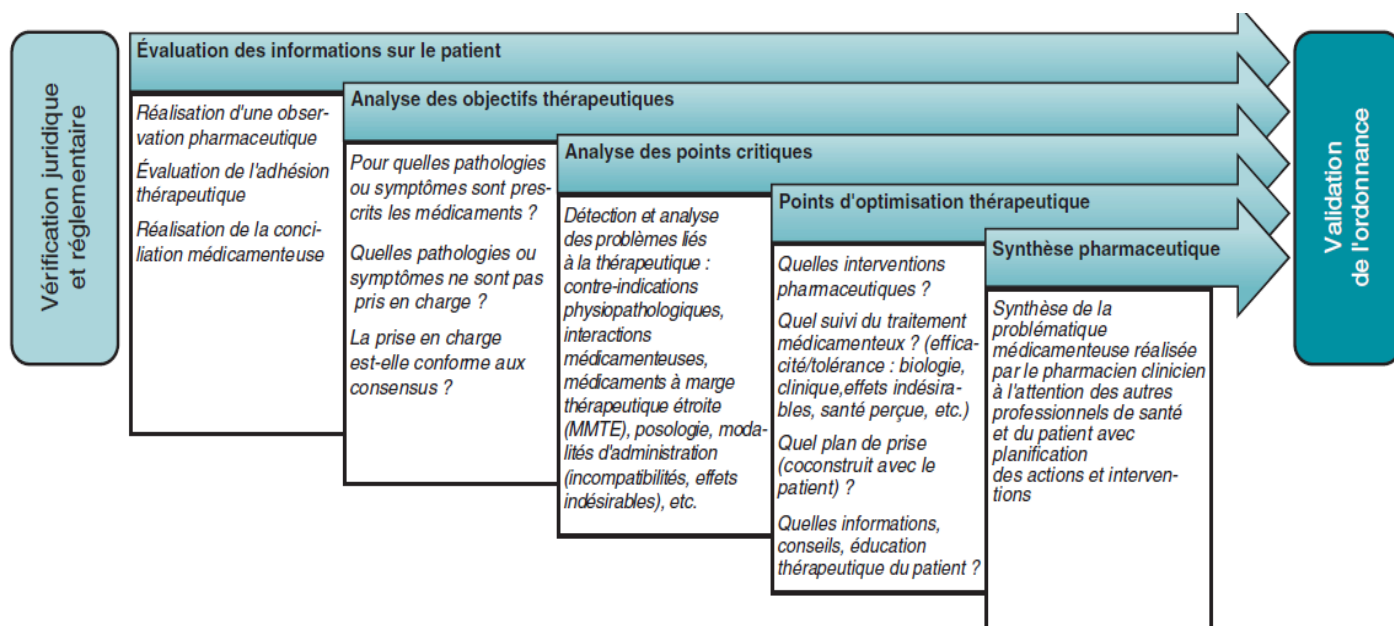 Vérification juridique
et réglementaire
Évaluation des informations sur le patient
Réalisation d'une obser-
vation pharmaceutique
Évaluation de l'adhésion
thérapeutique
Réalisation de la conci-
liation médicamenteuse
Analyse des objectifs thérapeutiques
Pour quelles pathologies
ou symptômes sont pres-
crits les médicaments ?
Quelles pathologies ou
symptômes ne sont pas
pris en charge ?
La prise en charge
est-elle conforme aux
consensus ?
Analyse des points critiques
Détection et analyse
des problèmes liés
à la thérapeutique :
contre-indications
physiopathologiques,
interactions
médicamenteuses,
médicaments à marge
thérapeutique étroite
(MMTE), posologie, moda-
lités d'administration
(incompatibilités, effets
indésirables), etc.
Points d'optimisation thérapeutique
Quelles interventions
pharmaceutiques ?
Quel suivi du traitement
médicamenteux ? (effica-
cité/tolérance : biologie,
clinique,effets indésira-
bles, santé perçue, etc.)
Quel plan de prise
(coconstruit avec le
patient) ?
Quelles informations,
conseils, éducation
thérapeutique du patient ?
Synthèse pharmaceutique
Synthèse de la
problématique
médicamenteuse réalisée
par le pharmacien clinicien
à l'attention des autres
professionnels de santé
et du patient avec
planification
des actions et interven-
tions
Validation
de l'ordonnance